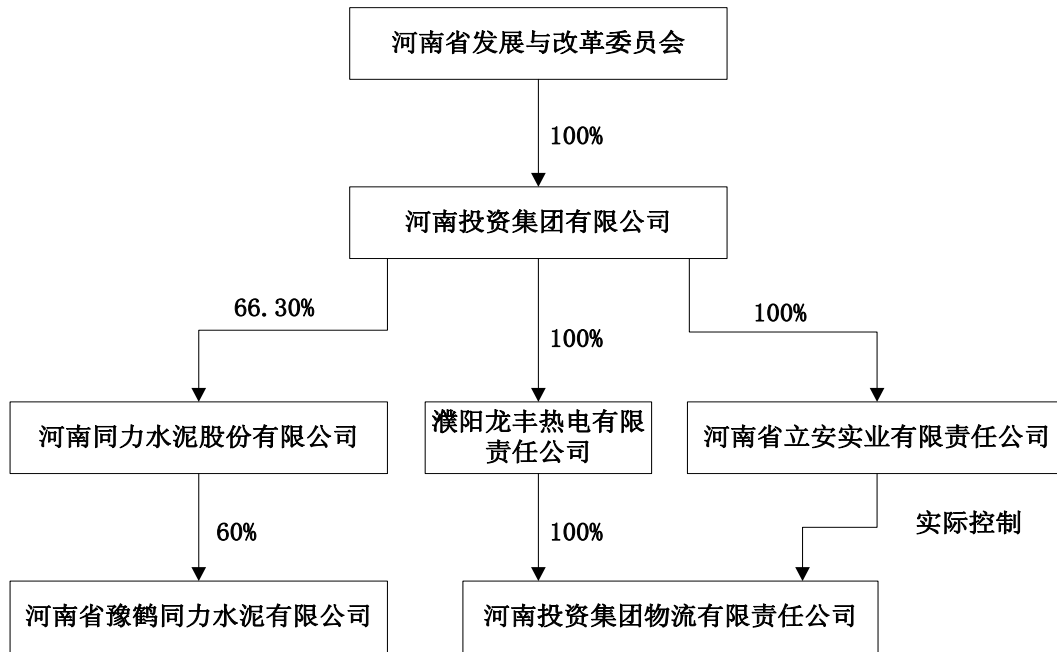 河南省发展与改革委员会
100%
河南投资集团有限公司
66.30%
100%
100%
河南同力水泥股份有限公司
濮阳龙丰热电有限
责任公司
河南省立安实业有限责任公司
60%
100%
实际控制
河南省豫鹤同力水泥有限公司
河南投资集团物流有限责任公司